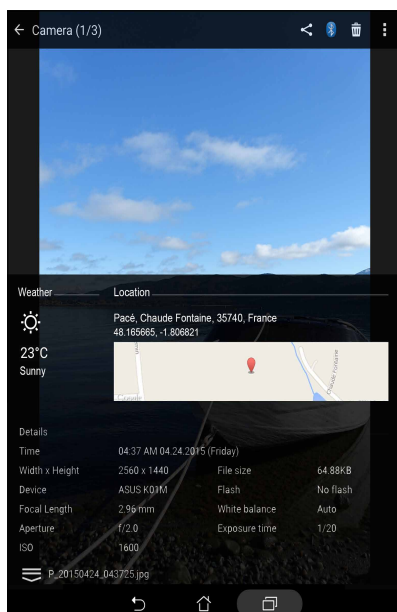 Camera (1/3)
Weather
Location
23°C
Sunny
Pacé, Chaude Fontaine, 35740, France
48.165665, -1.806821
Chaude Fontaine
Google
Details
Time 04:37 AM 04.24.2015 (Friday)
Width x Height 2560 x 1440 File size 64.88KB
Device ASUS K01M Flash No flash
Focal Length 2.96 mm White balance Auto
Aperture f/2.0 Exposure time 1/20
ISO 1600
P_20150424_043725.jpg